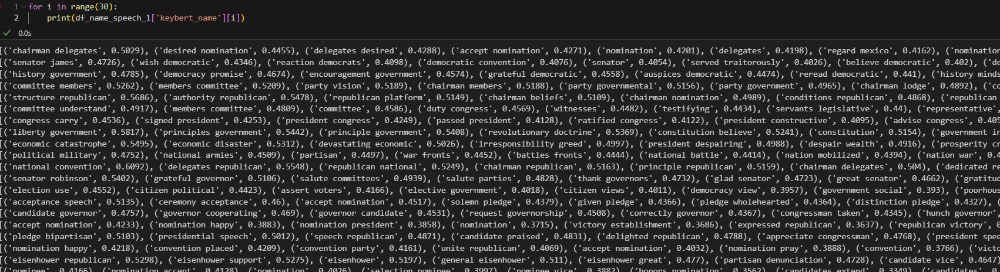 1 for i in range(30):
2 print(df_name_speech_1['keybert_name'][i])
0.0s
[('chairman delegates', 0.5029), ('desired nomination', 0.4455), ('delegates desired', 0.4288), ('accept nomination', 0.4271), ('nomination', 0.4201), ('delegates', 0.4198), ('regard mexico', 0.4162), ('nomination
[('senator james', 0.4726), ('wish democratic', 0.4346), ('reaction democrats', 0.4098), ('democratic convention', 0.4076), ('senator', 0.4054), ('served traitorously', 0.4026), ('believe democratic', 0.402), ('de
[('history government', 0.4785), ('democracy promise', 0.4674), ('encouragement government', 0.4574), ('grateful democratic', 0.4558), ('auspices democratic', 0.4474), ('reread democratic', 0.441), ('history minds
[('committee members', 0.5262), ('members committee', 0.5209), ('party vision', 0.5189), ('chairman members', 0.5188), ('party governmental', 0.5156), ('party government', 0.4965), ('chairman lodge', 0.4892), ('co
[('structure republican', 0.5686), ('authority republican', 0.5478), ('republican platform', 0.5149), ('chairman beliefs', 0.5109), ('chairman nomination', 0.4989), ('conditions republican', 0.4868), ('republican
[('committee understand', 0.4917), ('members committee', 0.4809), ('committee', 0.4586), ('duty congress', 0.4569), ('witnesses', 0.4482), ('testifying', 0.4434), ('servants legislative', 0.44), ('representative',
[('congress carry', 0.4536), ('signed president', 0.4253), ('president congress', 0.4249), ('passed president', 0.4128), ('ratified congress', 0.4122), ('president constructive', 0.4095), ('advise congress', 0.405
[('liberty government', 0.5817), ('principles government', 0.5442), ('principle government', 0.5408), ('revolutionary doctrine', 0.5369), ('constitution believe', 0.5241), ('constitution', 0.5154), ('government in
[('economic catastrophe', 0.5495), ('economic disaster', 0.5312), ('devastating economic', 0.5026), ('irresponsibility greed', 0.4997), ('president despairing', 0.4988), ('despair wealth', 0.4916), ('prosperity cr
[('political military', 0.4752), ('national armies', 0.4509), ('partisan', 0.4497), ('war fronts', 0.4452), ('battles fronts', 0.4444), ('national battle', 0.4414), ('nation mobilized', 0.4394), ('nation war', 0.4
[('national convention', 0.6092), ('delegates republican', 0.5548), ('republican national', 0.5249), ('chairman republican', 0.5163), ('principle republican', 0.5159), ('chairman delegates', 0.504), ('dedicated re
[('senator robinson', 0.5402), ('grateful governor', 0.5106), ('salute committees', 0.4939), ('salute parties', 0.4828), ('thank governors', 0.4732), ('glad senator', 0.4723), ('great senator', 0.4662), ('gratitud
[('election use', 0.4552), ('citizen political', 0.4423), ('assert voters', 0.4166), ('elective government', 0.4018), ('citizen views', 0.4011), ('democracy view', 0.3957), ('government social', 0.393), ('poorhous
[('acceptance speech', 0.5135), ('ceremony acceptance', 0.46), ('accept nomination', 0.4517), ('solemn pledge', 0.4379), ('given pledge', 0.4366), ('pledge wholehearted', 0.4364), ('distinction pledge', 0.4327), (
[('candidate governor', 0.4757), ('governor cooperating', 0.469), ('governor candidate', 0.4531), ('request governorship', 0.4508), ('correctly governor', 0.4367), ('congressman taken', 0.4345), ('hunch governor',
[('accept nomination', 0.4233), ('nomination happy', 0.3883), ('nomination president', 0.3858), ('nomination', 0.3715), ('victory establishment', 0.3686), ('expressed republican', 0.3637), ('republican victory', 0
[('pledge bipartisan', 0.5103), ('presidential speech', 0.5012), ('speech republican', 0.4871), ('candidate praised', 0.4831), ('delighted republican', 0.4788), ('appreciate congressman', 0.4768), ('president spee
[('nomination happy', 0.4218), ('convention placed', 0.4209), ('convention party', 0.4161), ('unite republican', 0.4069), ('accept nomination', 0.4032), ('nomination pray', 0.3888), ('convention', 0.3766), ('victo
[('eisenhower republican', 0.5298), ('eisenhower support', 0.5275), ('eisenhower', 0.5197), ('general eisenhower', 0.511), ('eisenhower great', 0.477), ('partisan denunciation', 0.4728), ('candidate vice', 0.4647)
[('nominee', 0.4166), ('nomination accept', 0.4128), ('nomination', 0.4026), ('selection nominee', 0.3997), ('nominee vice', 0.3882), ('honors nomination', 0.3562), ('candidates extend', 0.3349), ('candidates', 0.